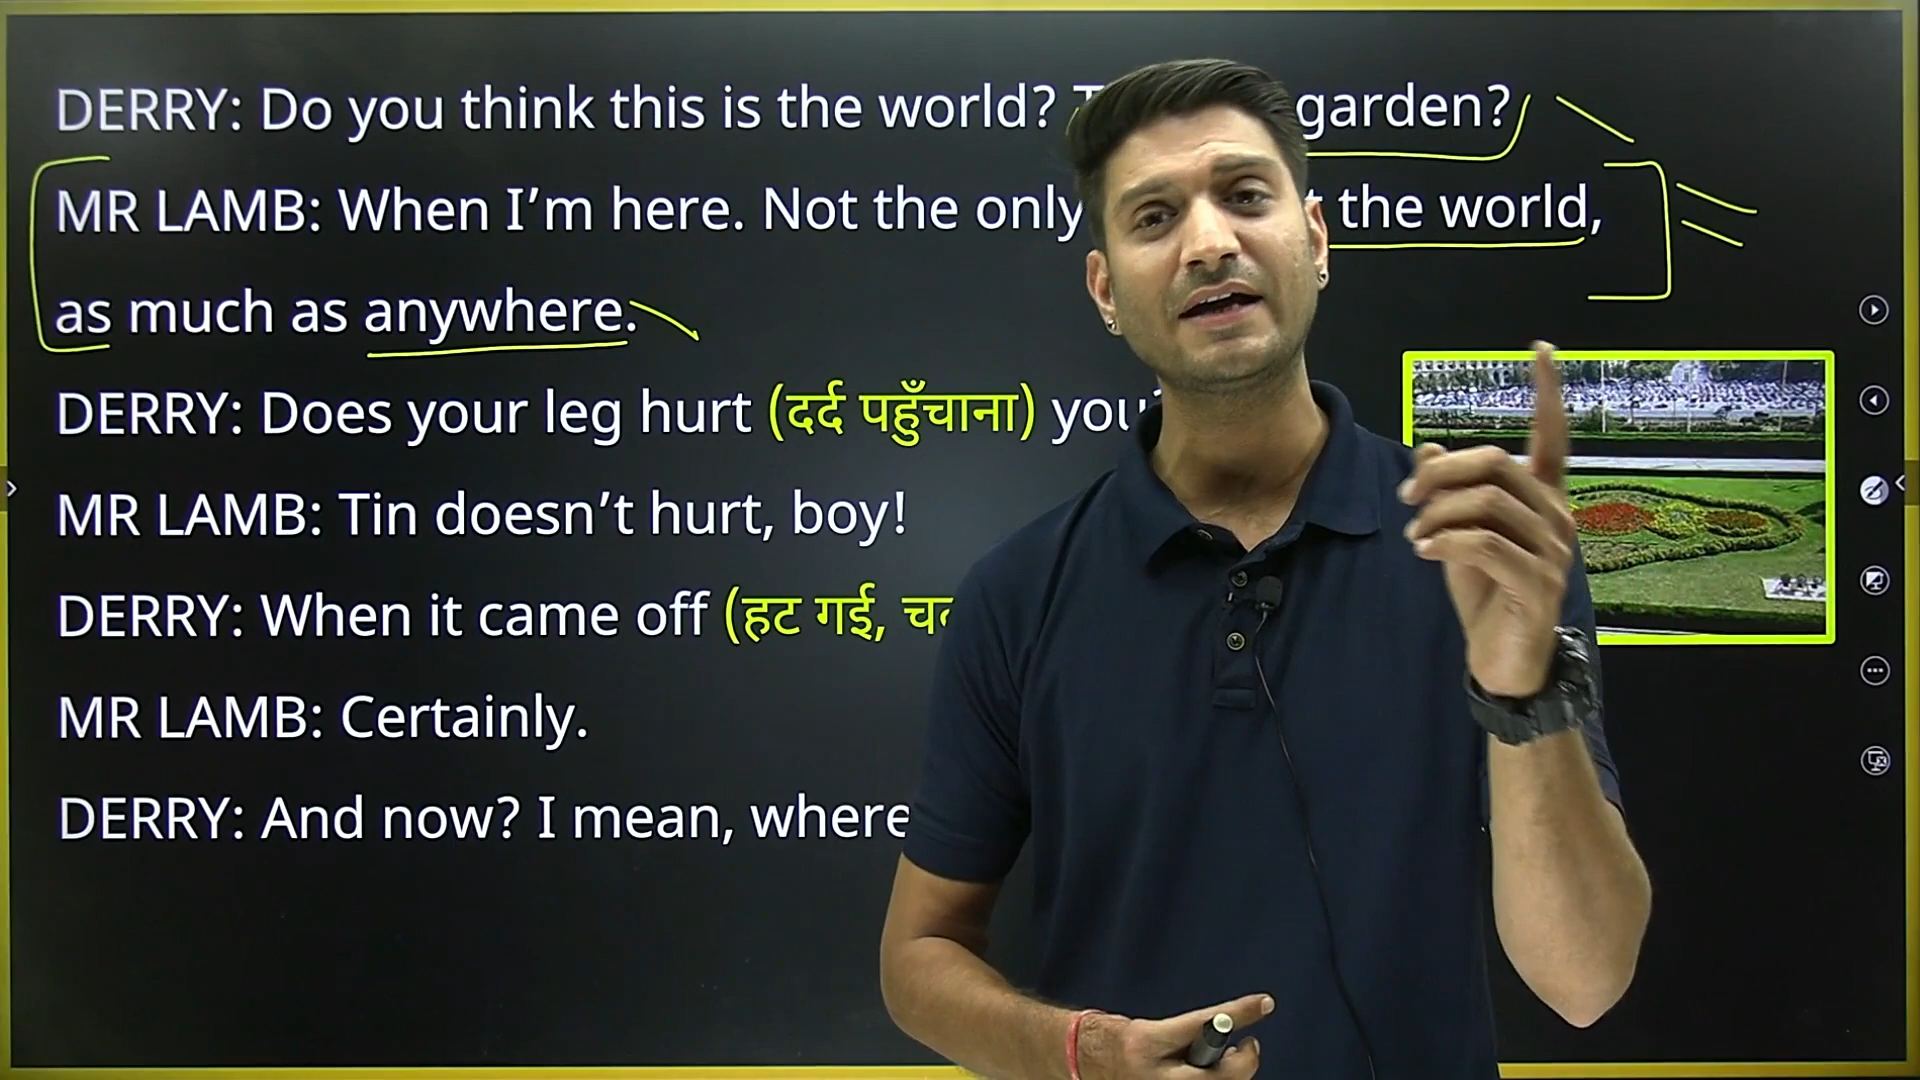 DERRY: Do you think this is the world? garden?
MR LAMB: When I’m here. Not the only the world,
as much as anywhere.
DERRY: Does your leg hurt (दर्द पहुँचाना) you?
MR LAMB: Tin doesn’t hurt, boy!
DERRY: When it came off (हट गई,
MR LAMB: Certainly.
DERRY: And now? I mean, where